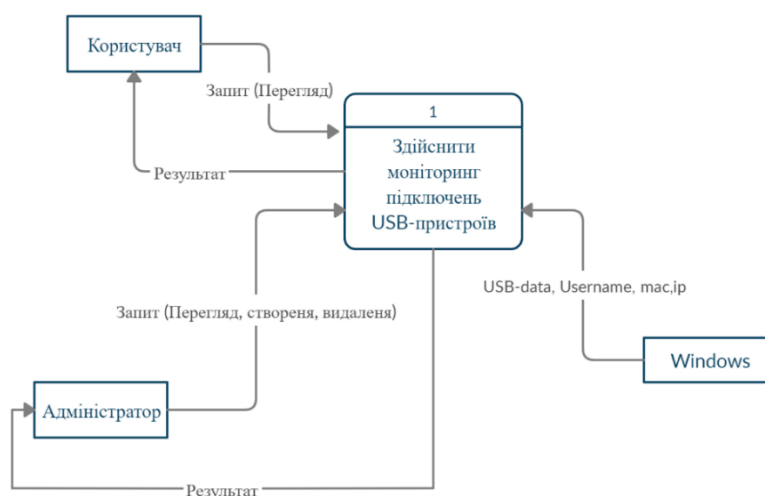 Користувач
Запит (Перегляд)
1
Здійснити
моніторинг
підключень
USB-пристроїв
Результат
USB-data, Username, mac,ip
Запит (Перегляд, створеня, видаленя)
Windows
Адміністратор
Результат